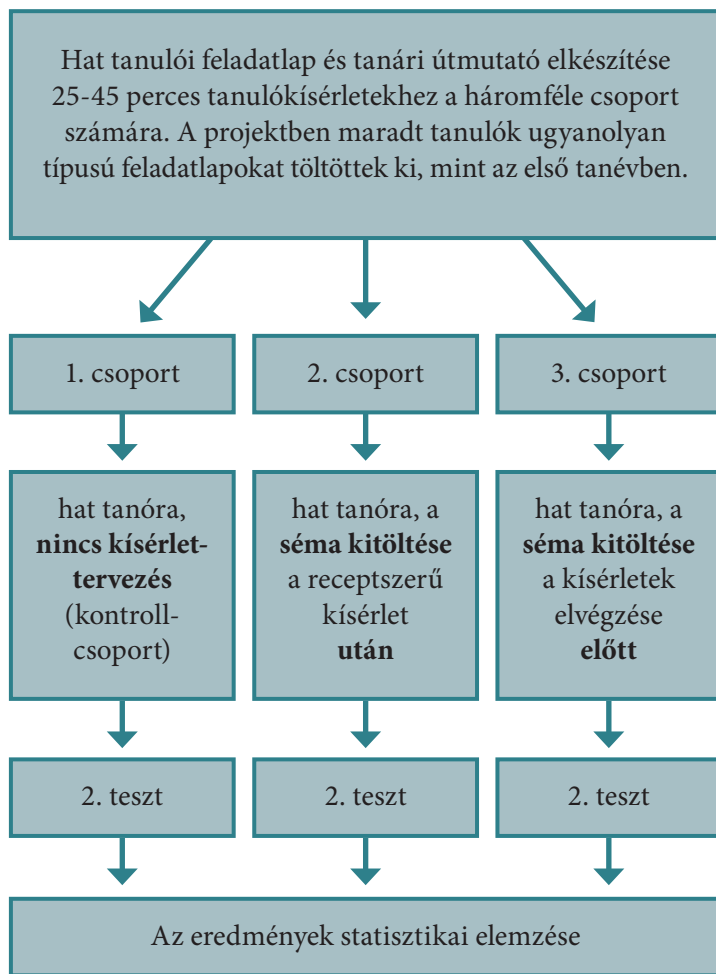 Hat tanulói feladatlap és tanári útmutató elkészítése
25-45 perces tanulókísérletekhez a háromféle csoport
számára. A projektben maradt tanulók ugyanolyan
típusú feladatlapokat töltöttek ki, mint az első tanévben.
1. csoport
2. csoport
3. csoport
hat tanóra,
nincs kísérlet-
tervezés
(kontroll-
csoport)
hat tanóra, a
séma kitöltése
a receptszerű
kísérlet
után
hat tanóra, a
séma kitöltése
a kísérletek
elvégzése
előtt
2. teszt
2. teszt
2. teszt
Az eredmények statisztikai elemzése